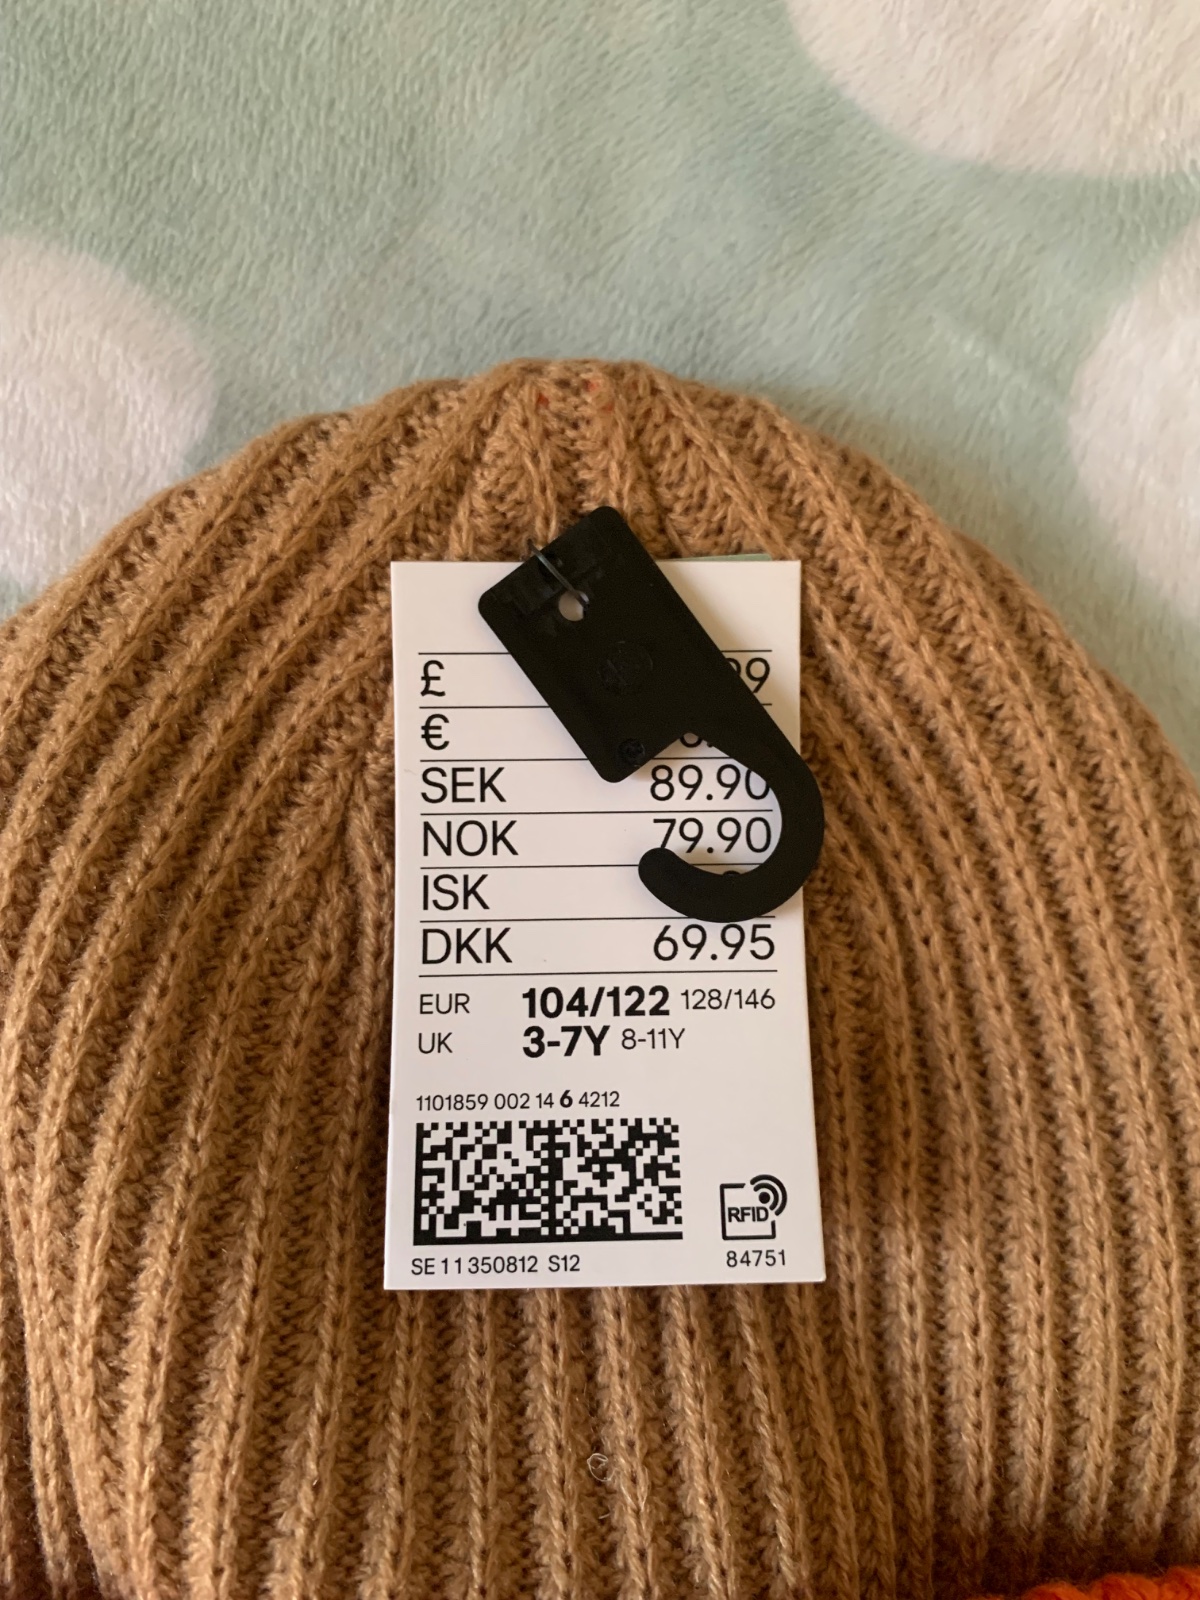 £
€
SEK 89.90
NOK 79.90
ISK
DKK 69.95
EUR 104/122 128/146
UK 3-7Y 8-11Y
1101859 002 14 6 4212
RFID
SE 11 350812 S12
84751